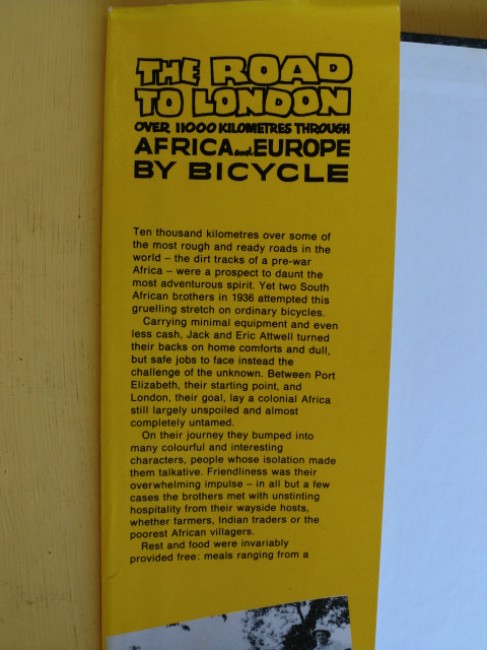 THE ROAD
TO LONDON
OVER 11000 KILOMETRES THROUGH
AFRICA and EUROPE
BY BICYCLE
Ten thousand kilometres over some of
the most rough and ready roads in the
world – the dirt tracks of a pre-war
Africa – were a prospect to daunt the
most adventurous spirit. Yet two South
African brothers in 1936 attempted this
gruelling stretch on ordinary bicycles.
Carrying minimal equipment and even
less cash, Jack and Eric Attwell turned
their backs on home comforts and dull,
but safe jobs to face instead the
challenge of the unknown. Between Port
Elizabeth, their starting point, and
London, their goal, lay a colonial Africa
still largely unspoiled and almost
completely untamed.
On their journey they bumped into
many colourful and interesting
characters, people whose isolation made
them talkative. Friendliness was their
overwhelming impulse – in all but a few
cases the brothers met with unstinting
hospitality from their wayside hosts,
whether farmers, Indian traders or the
poorest African villagers.
Rest and food were invariably
provided free: meals ranging from a